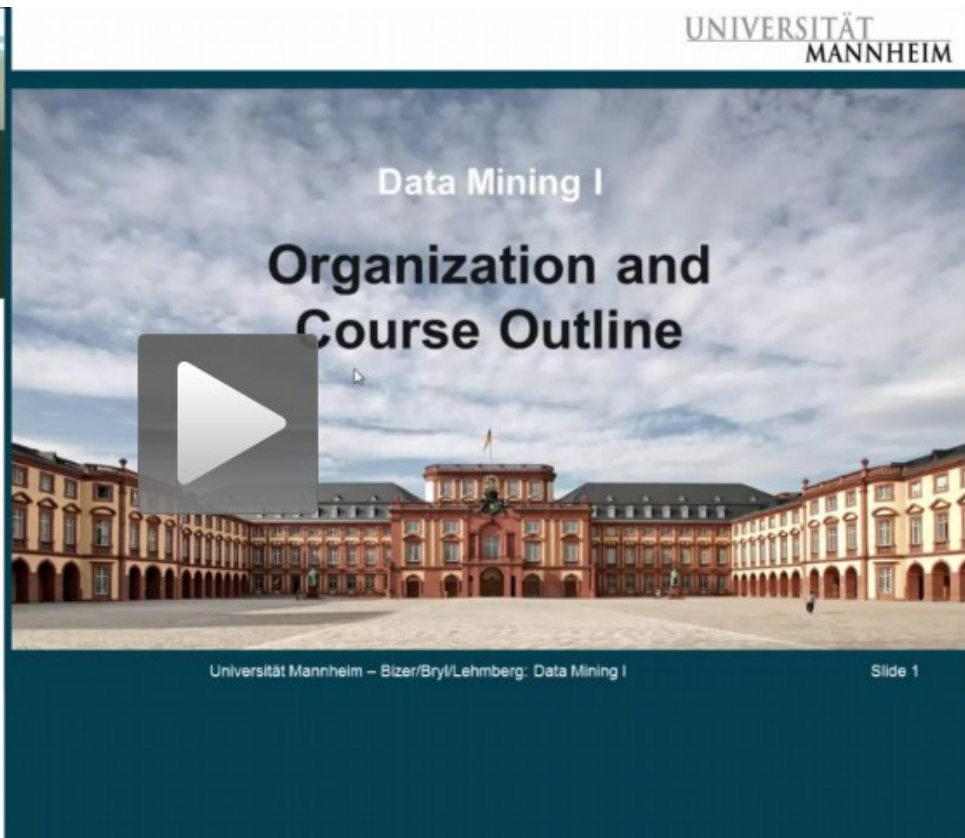 UNIVERSITÄT
MANNHEIM
Data Mining I
Organization and
Course Outline
Universität Mannheim – Bizer/Bryl/Lehmberg: Data Mining I
Slide 1